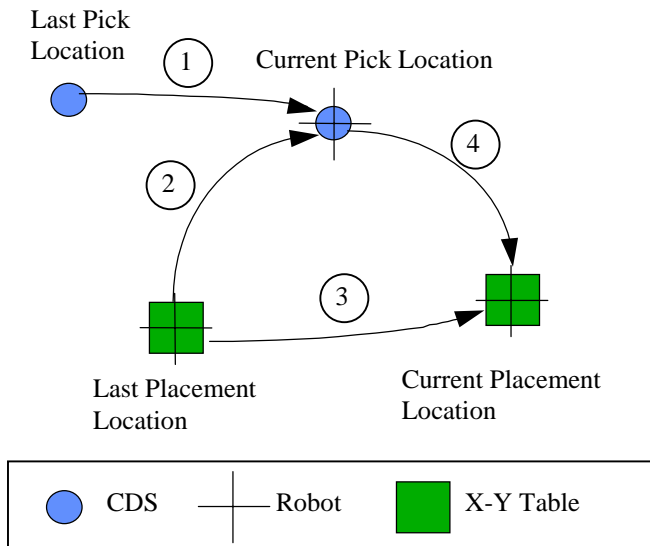 Last Pick
Location
1
Current Pick Location
4
2
3
Last Placement
Location
Current Placement
Location
CDS
Robot
X-Y Table